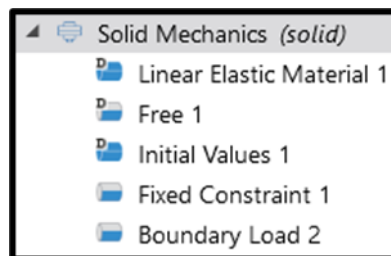 Solid Mechanics (solid)
D Linear Elastic Material 1
D Free 1
D Initial Values 1
Fixed Constraint 1
Boundary Load 2